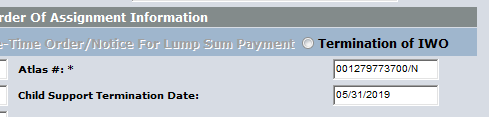 rder Of Assignment Information
e-Time Order/Notice For Lump Sum Payment Termination of IWO
Atlas #: * 001279773700/N
Child Support Termination Date: 05/31/2019